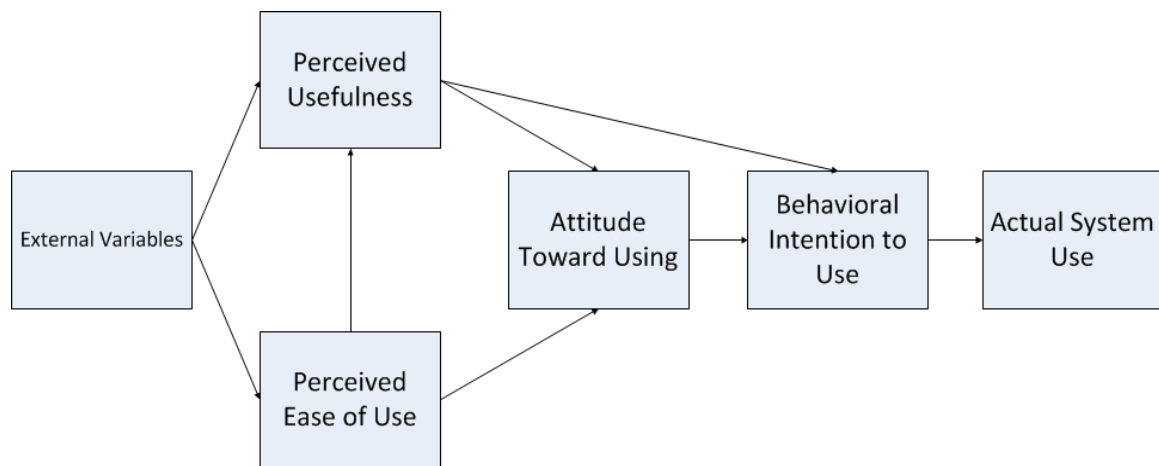 Perceived
Usefulness
External Variables
Attitude
Toward Using
Behavioral
Intention to
Use
Actual System
Use
Perceived
Ease of Use